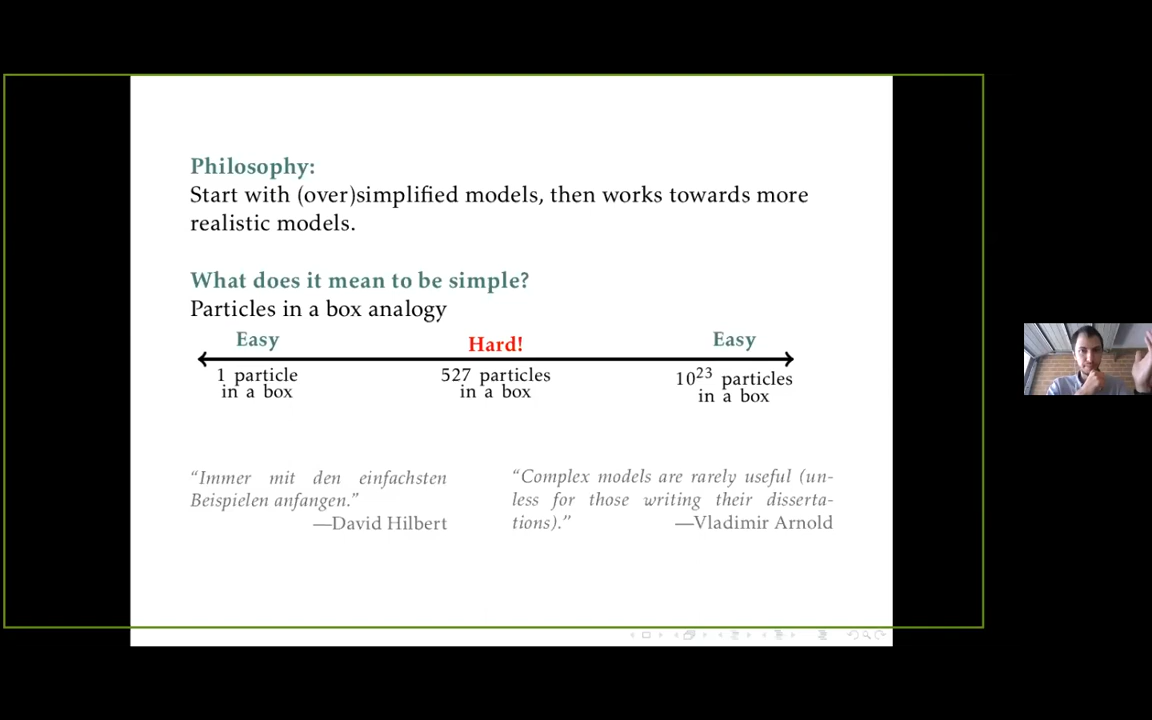 Philosophy:
Start with (over)simplified models, then works towards more
realistic models.
What does it mean to be simple?
Particles in a box analogy
Easy
Hard!
Easy
1 particle
in a box
527 particles
in a box
10²³ particles
in a box
“Immer mit den einfachsten
Beispielen anfangen.”
—David Hilbert
“Complex models are rarely useful (un-
less for those writing their disserta-
tions).” —Vladimir Arnold